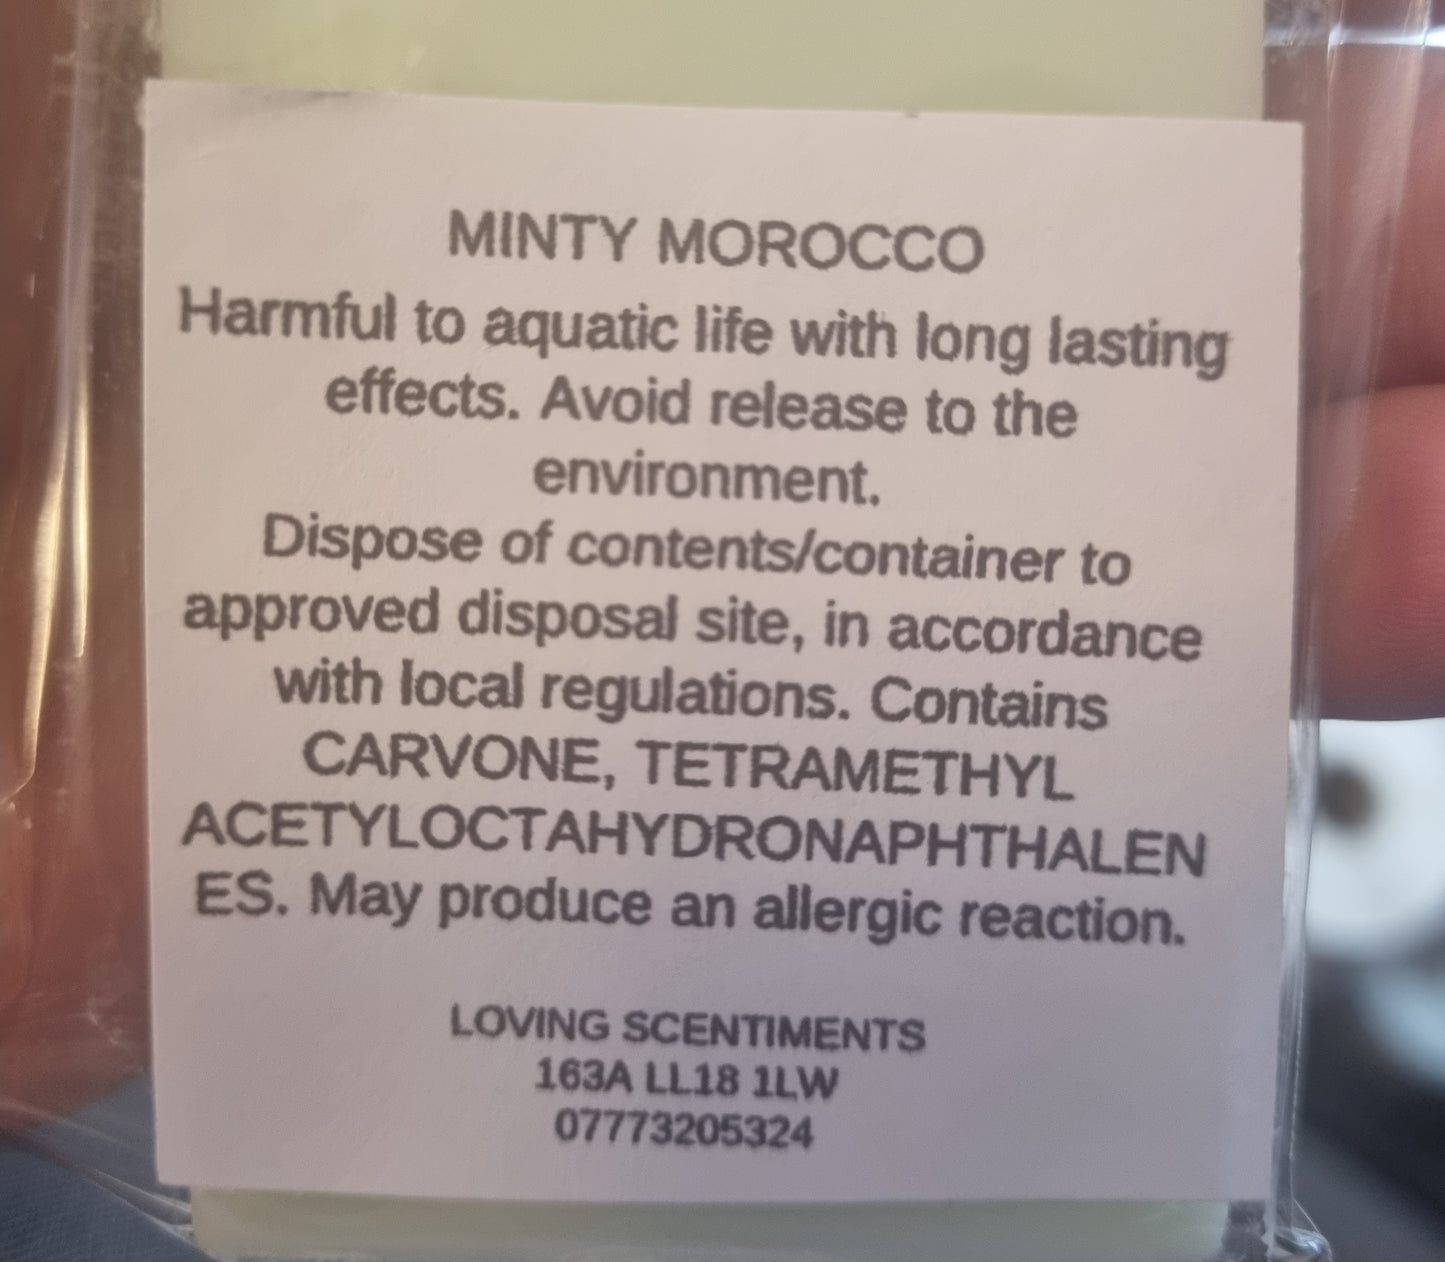 MINTY MOROCCO
Harmful to aquatic life with long lasting
effects. Avoid release to the
environment.
Dispose of contents/container to
approved disposal site, in accordance
with local regulations. Contains
CARVONE, TETRAMETHYL
ACETYLOCTAHYDRONAPHTHALEN
ES. May produce an allergic reaction.
LOVING SCENTIMENTS
163A LL18 1LW
07773205324